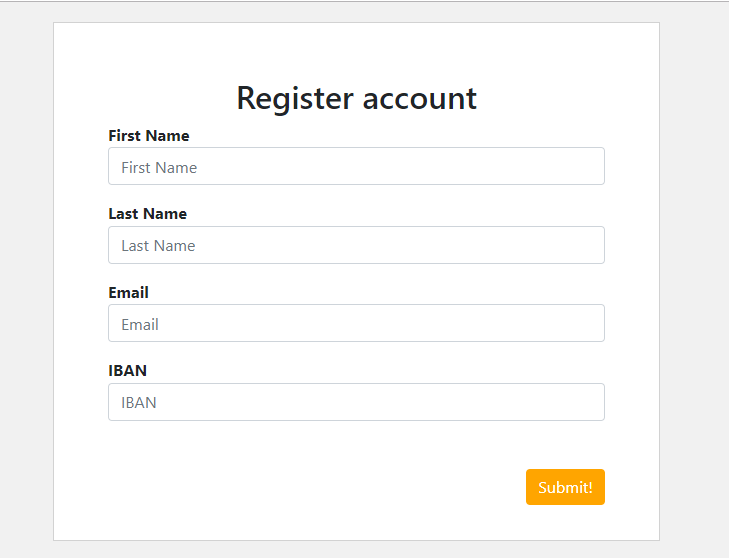 Register account
First Name
First Name
Last Name
Last Name
Email
Email
IBAN
IBAN
Submit!